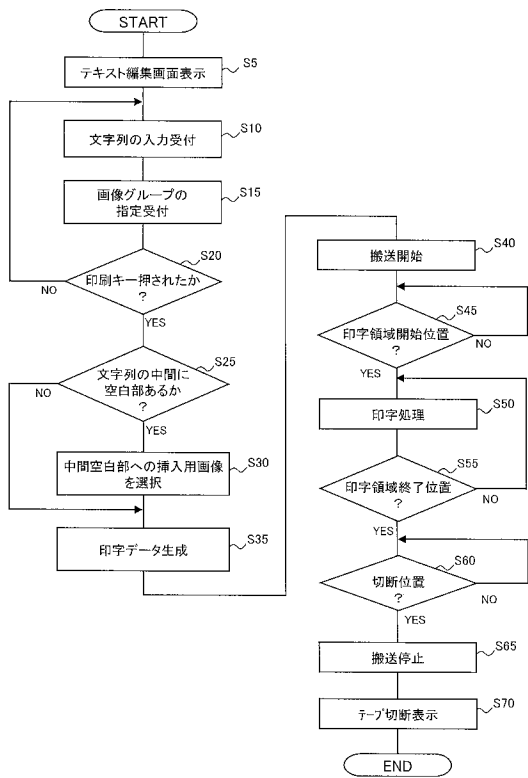 START
テキスト編集画面表示
S5
文字列の入力受付
S10
画像グループの
指定受付
S15
印刷キー押されたか
?
S20
NO
YES
文字列の中間に
空白部あるか
?
S25
NO
YES
中間空白部への挿入用画像
を選択
S30
印字データ生成
S35
搬送開始
S40
印字領域開始位置
?
S45
NO
YES
印字処理
S50
印字領域終了位置
?
S55
NO
YES
切断位置
?
S60
NO
YES
搬送停止
S65
テープ切断表示
S70
END